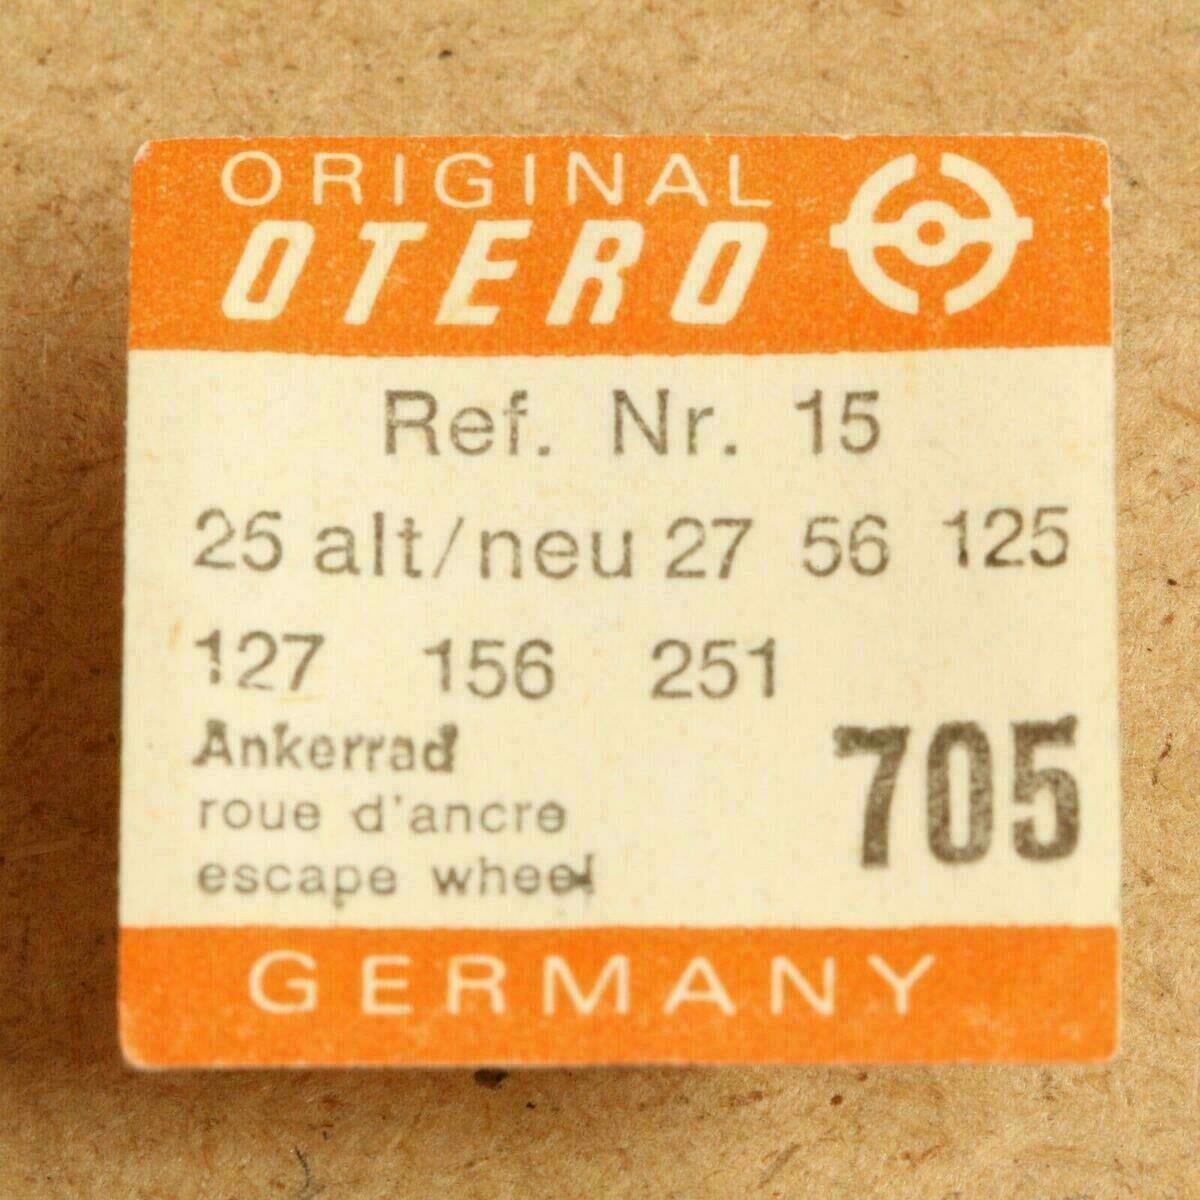 ORIGINAL
OTERO
Ref. Nr. 15
25 alt/neu 27 56 125
127 156 251
Ankerrad
roue d'ancre
escape wheel
705
GERMANY